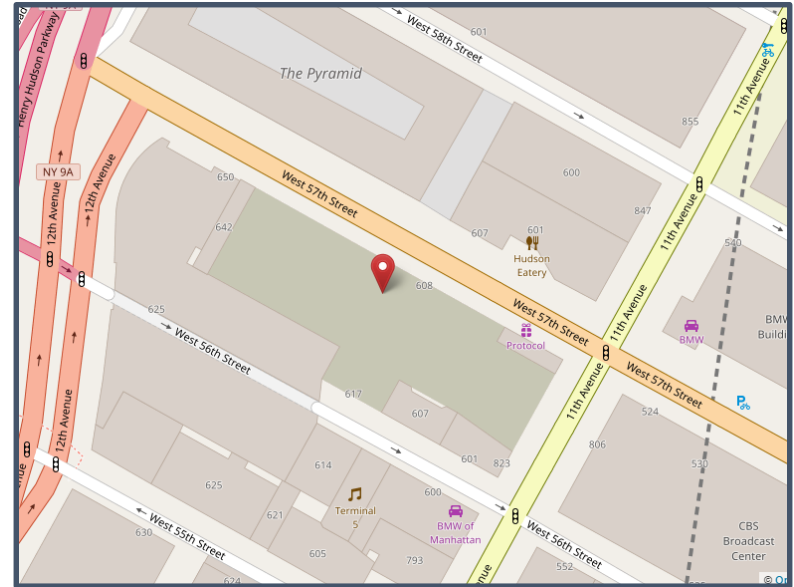 NY 9A
West 58th Street
601
Henry Hudson Parkway
The Pyramid
11th Avenue
855
12th Avenue
NY 9A
12th Avenue
650
West 57th Street
600
642
847
11th Avenue
607
601
540
Hudson
Eatery
608
625
West 57th Street
11th Avenue
BMW
BMW
Protocol
West 56th Street
West 57th Street
617
607
11th Avenue
524
806
12th Avenue
601
823
530
614
600
625
Terminal
5
BMW of
Manhattan
621
West 55th Street
West 56th Street
CBS
Broadcast
Center
630
605
793
552
624
©